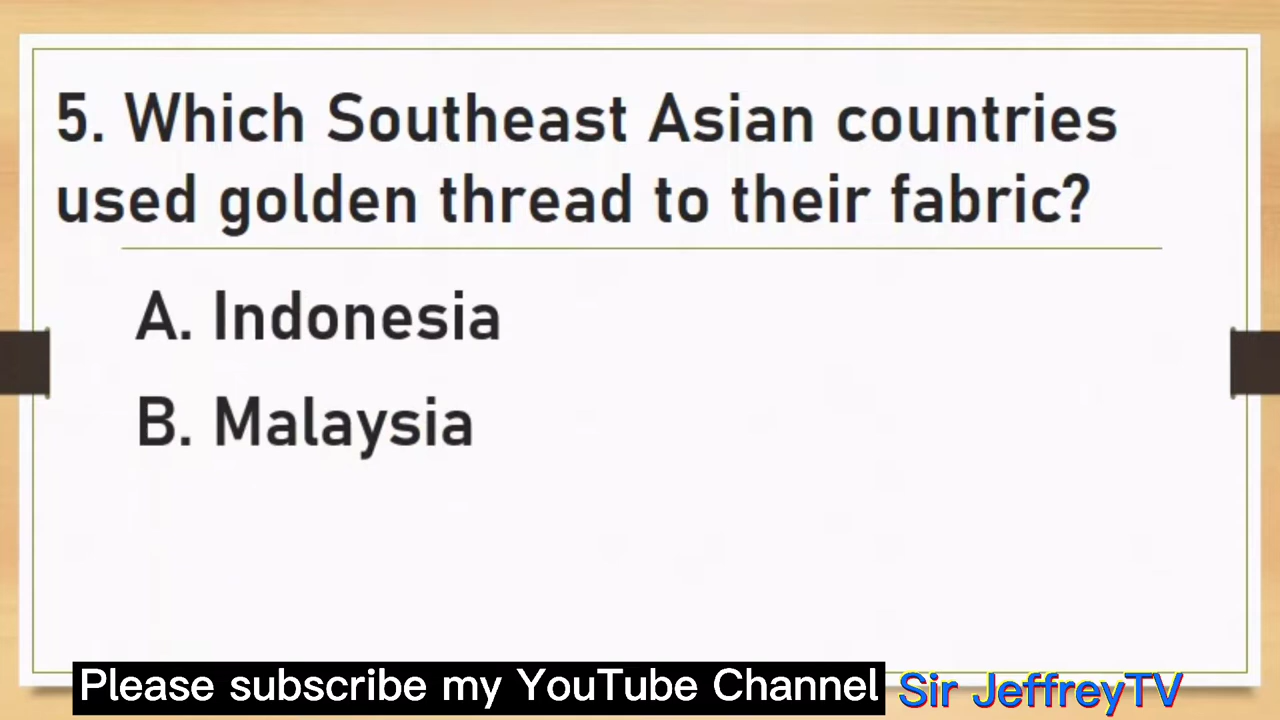 5. Which Southeast Asian countries
used golden thread to their fabric?
A. Indonesia
B. Malaysia
Please subscribe my YouTube Channel Sir JeffreyTV